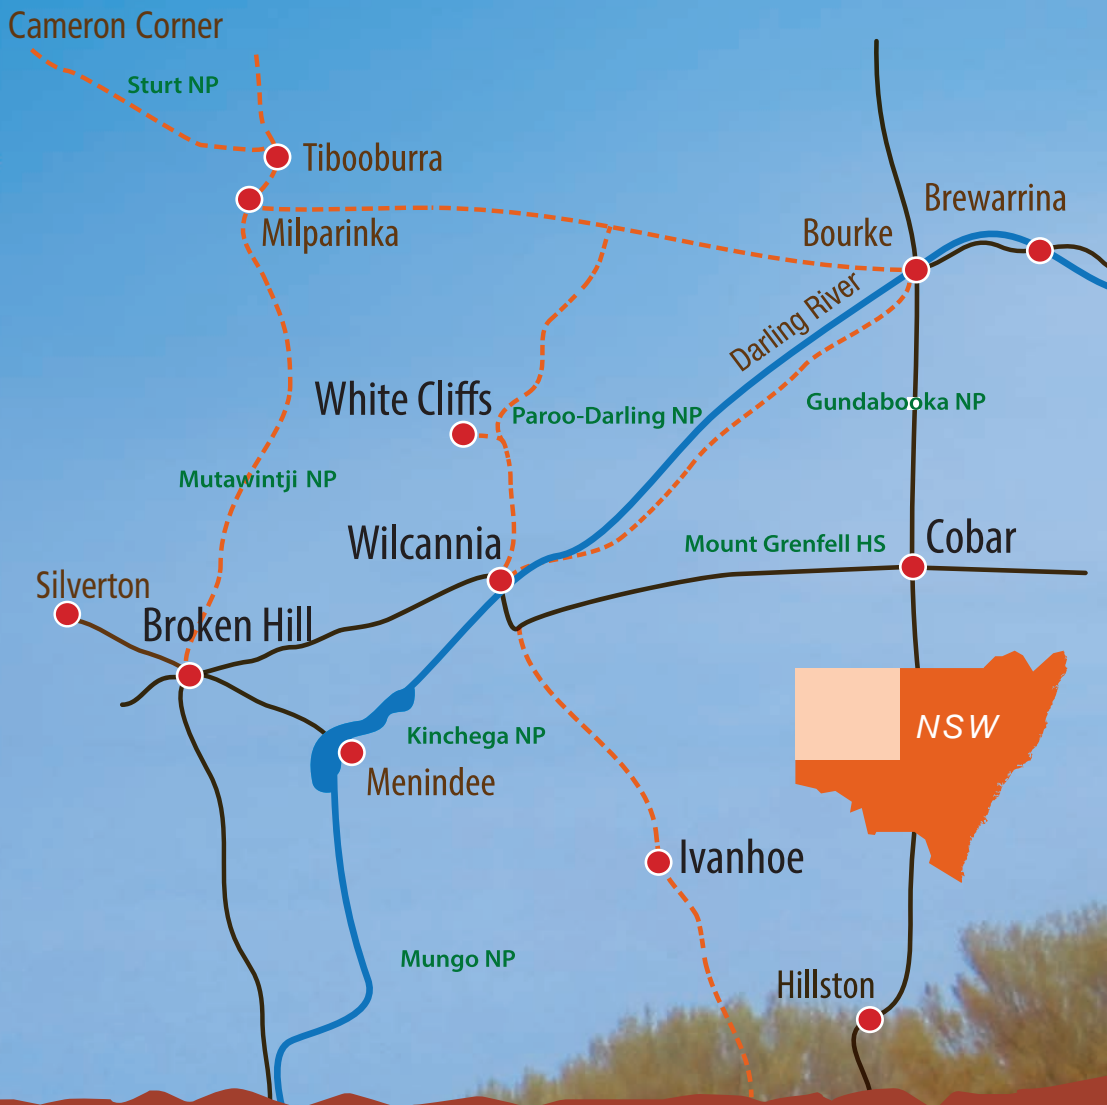 Cameron Corner
Sturt NP
Tibooburra
Milparinka
Brewarrina
Bourke
Darling River
White Cliffs
Paroo-Darling NP
Gundabooka NP
Mutawintji NP
Wilcannia
Mount Grenfell HS
Cobar
Silverton
Broken Hill
NSW
Kinchega NP
Menindee
Ivanhoe
Mungo NP
Hillston